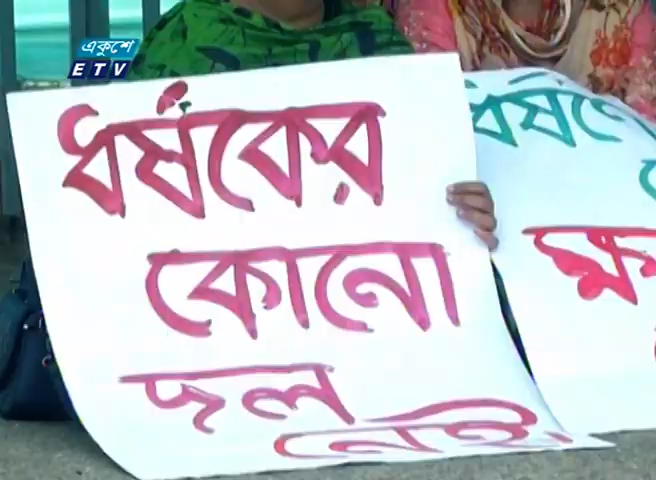 একুশে
ETV
ধর্ষকের
কোনো
দল
নেই